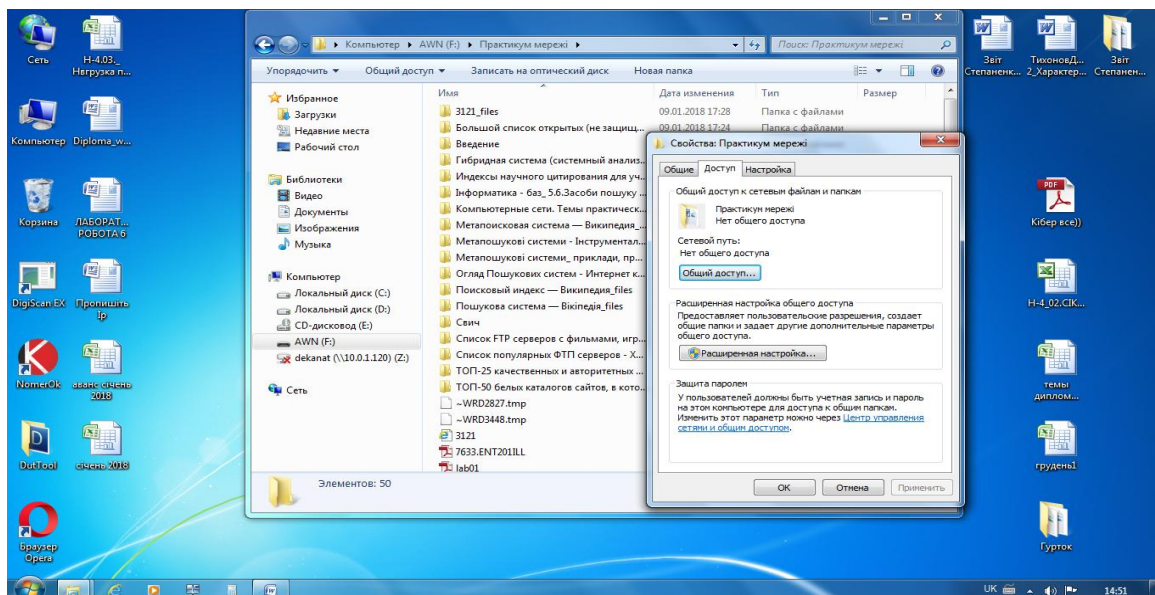 Сеть
Н-4.03._
Нагрузка п...
Компьютер
Diploma_w...
Корзина
ЛАБОРАТ...
РОБОТА 6
DigiScan EX
Пропишить
ip
NomerOk
аванс січень
2018
DutTool
січень 2018
Браузер
Opera
Компьютер ▸ AWN (F:) ▸ Практикум мережі ▸
Поиск: Практикум мережі
Упорядочить
Общий доступ
Записать на оптический диск
Новая папка
Избранное
Загрузки
Недавние места
Рабочий стол
Библиотеки
Видео
Документы
Изображения
Музыка
Компьютер
Локальный диск (C:)
Локальный диск (D:)
CD-дисковод (E:)
AWN (F:)
dekanat (\\10.0.1.120) (Z:)
Сеть
Имя
Дата изменения
Тип
Размер
3121_files
09.01.2018 17:28
Папка с файлами
Большой список открытых (не защищ...
09.01.2018 17:24
Папка с файлами
Введение
Гибридная система (системный анализ...
Индексы научного цитирования для уч...
Інформатика - баз_ 5.6.Засоби пошуку ...
Компьютерные сети. Темы практическ...
Метапоисковая система — Википедия_...
Метапошукові системи - Інструментал...
Метапошукові системи_ приклади, пр...
Огляд Пошукових систем - Интернет к...
Поисковый индекс — Википедия_files
Пошукова система — Вікіпедія_files
Свич
Список FTP серверов с фильмами, игр...
Список популярных ФТП серверов - Х...
ТОП-25 качественных и авторитетных ...
ТОП-50 белых каталогов сайтов, в кото...
~WRD2827.tmp
~WRD3448.tmp
3121
7633.ENT201ILL
lab01
Элементов: 50
Свойства: Практикум мережі
Общие
Доступ
Настройка
Общий доступ к сетевым файлам и папкам
Практикум мережі
Нет общего доступа
Сетевой путь:
Нет общего доступа
Общий доступ...
Расширенная настройка общего доступа
Предоставляет пользовательские разрешения, создает
общие папки и задает другие дополнительные параметры
общего доступа.
Расширенная настройка...
Защита паролем
У пользователей должны быть учетная запись и пароль
на этом компьютере для доступа к общим папкам.
Изменить этот параметр можно через Центр управления
сетями и общим доступом.
ОК
Отмена
Применить
Звіт
Степаненк...
ТихоновД...
2_Характер...
Звіт
Степанен...
PDF
Кібер все))
Н-4_02.СІК...
темы
диплом...
грудень1
Гурток
UK
14:51